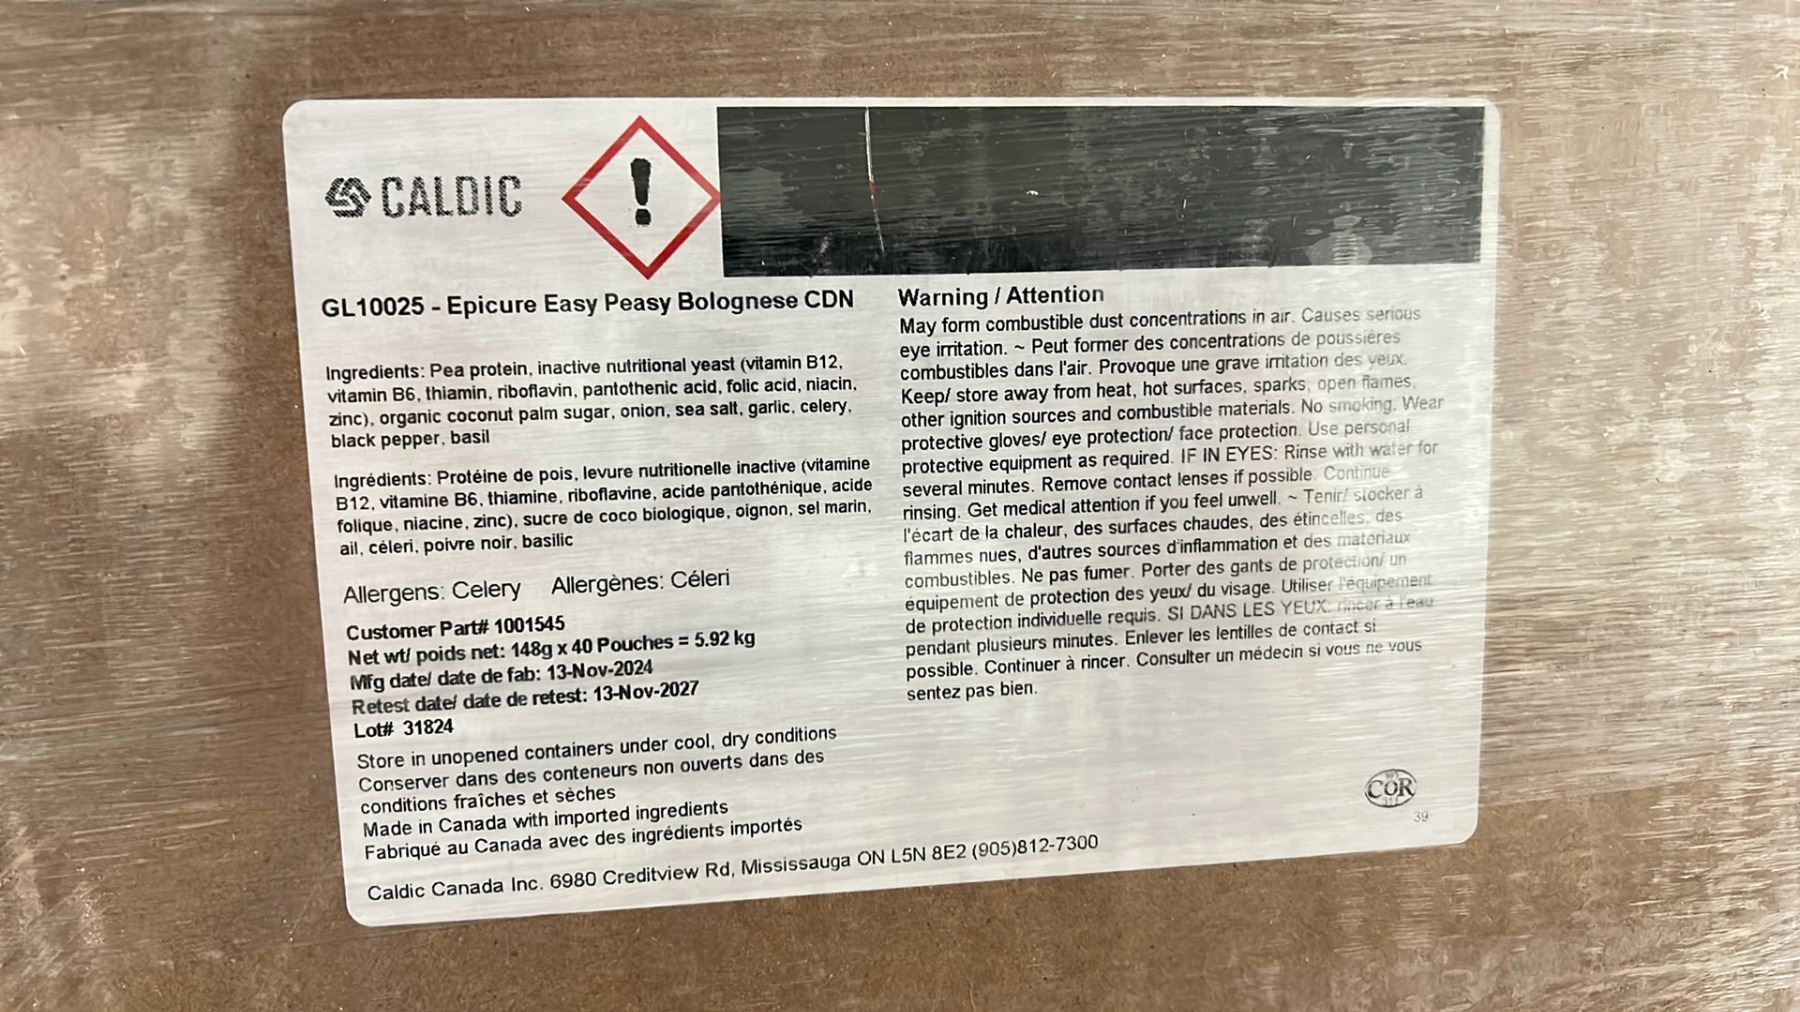 CALDIC
GL10025 - Epicure Easy Peasy Bolognese CDN
Ingredients: Pea protein, inactive nutritional yeast (vitamin B12,
vitamin B6, thiamin, riboflavin, pantothenic acid, folic acid, niacin,
zinc), organic coconut palm sugar, onion, sea salt, garlic, celery,
black pepper, basil
Ingrédients: Protéine de pois, levure nutritionelle inactive (vitamine
B12, vitamine B6, thiamine, riboflavine, acide pantothénique, acide
folique, niacine, zinc), sucre de coco biologique, oignon, sel marin,
ail, céleri, poivre noir, basilic
Allergens: Celery Allergènes: Céleri
Customer Part# 1001545
Net wt/ poids net: 148g x 40 Pouches = 5.92 kg
Mfg date/ date de fab: 13-Nov-2024
Retest date/ date de retest: 13-Nov-2027
Lot# 31824
Store in unopened containers under cool, dry conditions
Conserver dans des conteneurs non ouverts dans des
conditions fraîches et sèches
Made in Canada with imported ingredients
Fabriqué au Canada avec des ingrédients importés
Caldic Canada Inc. 6980 Creditview Rd, Mississauga ON L5N 8E2 (905)812-7300
Warning / Attention
May form combustible dust concentrations in air. Causes serious
eye irritation. ~ Peut former des concentrations de poussières
combustibles dans l'air. Provoque une grave irritation des yeux.
Keep/ store away from heat, hot surfaces, sparks, open flames,
other ignition sources and combustible materials. No smoking. Wear
protective gloves/ eye protection/ face protection. Use personal
protective equipment as required. IF IN EYES: Rinse with water for
several minutes. Remove contact lenses if possible. Continue
rinsing. Get medical attention if you feel unwell. ~ Tenir/ stocker à
l'écart de la chaleur, des surfaces chaudes, des étincelles, des
flammes nues, d'autres sources d'inflammation et des matériaux
combustibles. Ne pas fumer. Porter des gants de protection/ un
équipement de protection des yeux/ du visage. Utiliser l'équipement
de protection individuelle requis. SI DANS LES YEUX: rincer à l'eau
pendant plusieurs minutes. Enlever les lentilles de contact si
possible. Continuer à rincer. Consulter un médecin si vous ne vous
sentez pas bien.
COR
39